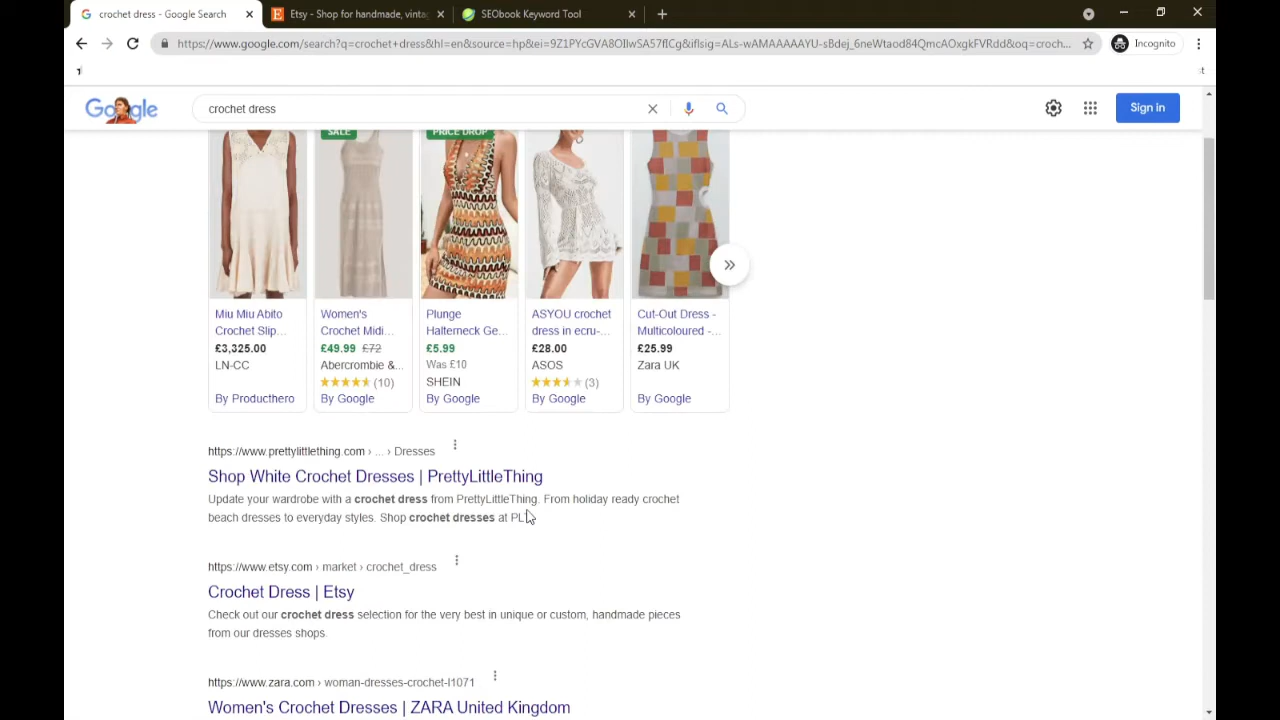 crochet dress - Google Search
Etsy - Shop for handmade, vinta
SEObook Keyword Tool
https://www.google.com/search?q=crochet+dress&hl=en&source=hp&ei=9Z1PYcGVA8OIlwSA57fICg&iflsig=ALs-wAMAAAAAYU-sBdej_6neWtaod84QmcAOxgkFVRdd&oq=croch...
Incognito
Google
crochet dress
Sign in
SALE
PRICE DROP
Miu Miu Abito
Crochet Slip...
£3,325.00
LN-CC
By Producthero
Women's
Crochet Midi...
£49.99 £72
Abercrombie &...
(10)
By Google
Plunge
Halterneck Ge...
£5.99
Was £10
SHEIN
By Google
ASYOU crochet
dress in ecru-...
£28.00
ASOS
(3)
By Google
Cut-Out Dress -
Multicoloured -...
£25.99
Zara UK
By Google
https://www.prettylittlething.com › ... › Dresses
Shop White Crochet Dresses | PrettyLittleThing
Update your wardrobe with a crochet dress from PrettyLittleThing. From holiday ready crochet
beach dresses to everyday styles. Shop crochet dresses at
https://www.etsy.com › market › crochet_dress
Crochet Dress | Etsy
Check out our crochet dress selection for the very best in unique or custom, handmade pieces
from our dresses shops.
https://www.zara.com › woman-dresses-crochet-l1071
Women's Crochet Dresses | ZARA United Kingdom